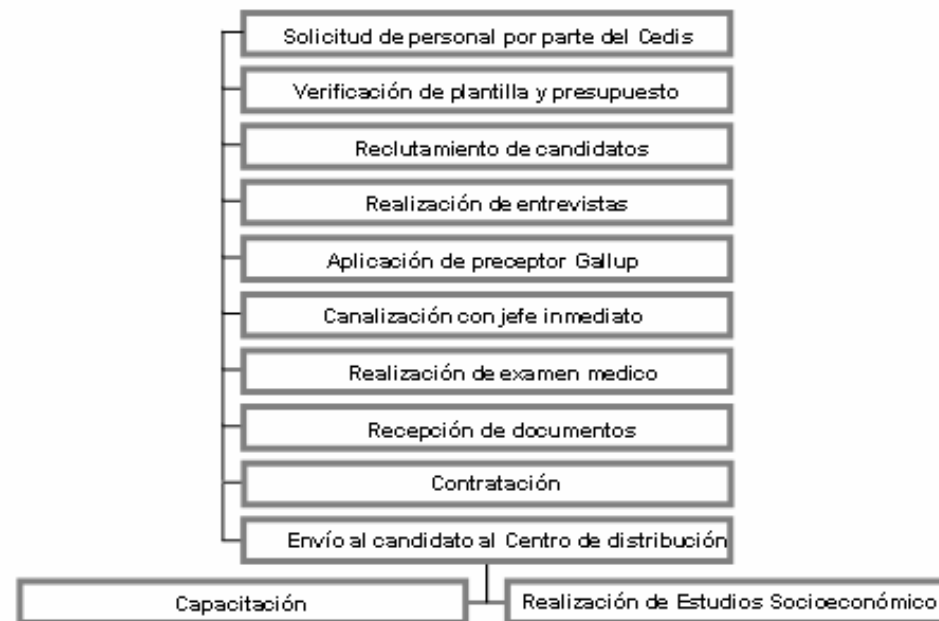 Solicitud de personal por parte del Cedis
Verificación de plantilla y presupuesto
Reclutamiento de candidatos
Realización de entrevistas
Aplicación de preceptor Gallup
Canalización con jefe inmediato
Realización de examen medico
Recepción de documentos
Contratación
Envío al candidato al Centro de distribución
Capacitación
Realización de Estudios Socioeconómico